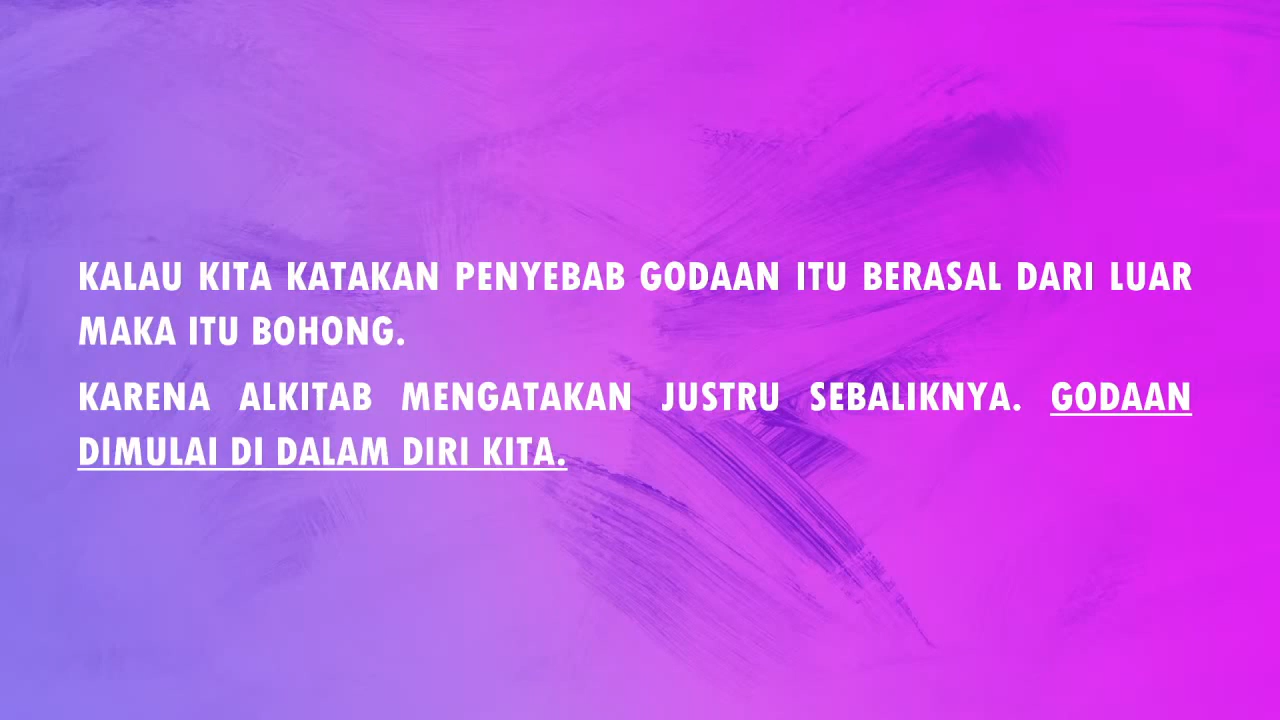 KALAU KITA KATAKAN PENYEBAB GODAAN ITU BERASAL DARI LUAR
MAKA ITU BOHONG.
KARENA ALKITAB MENGATAKAN JUSTRU SEBALIKNYA. GODAAN
DIMULAI DI DALAM DIRI KITA.